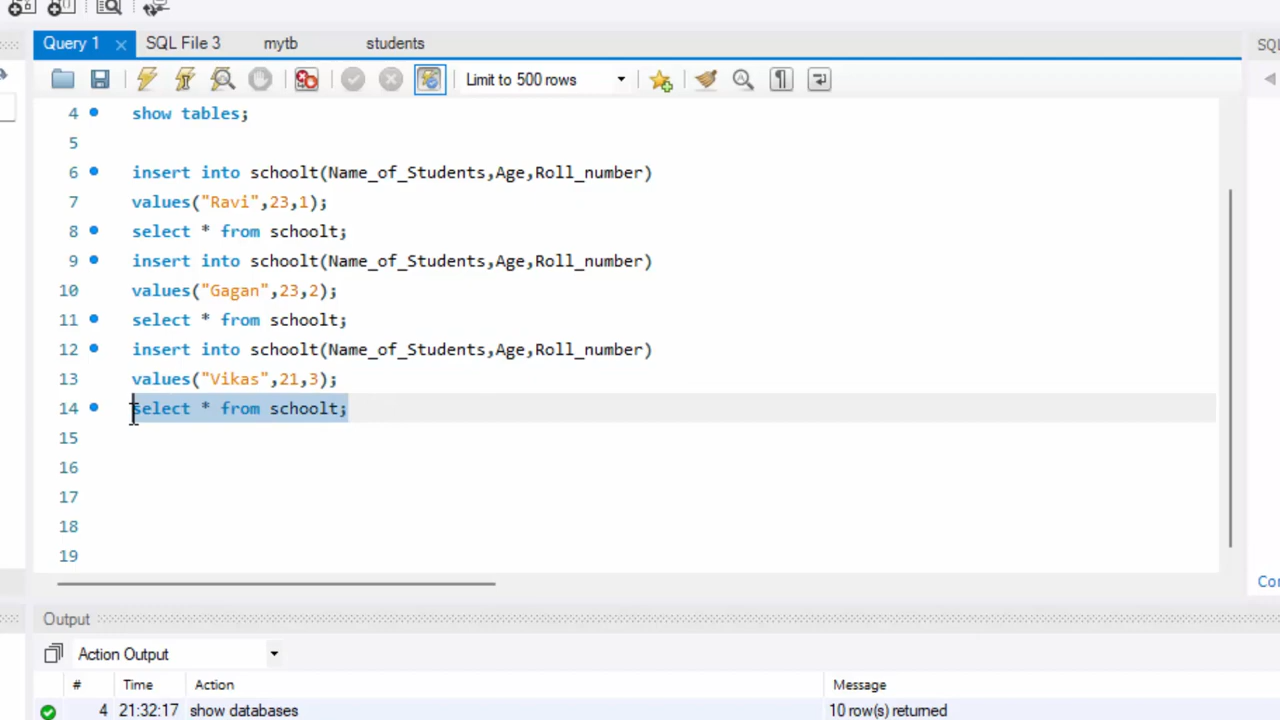 Query 1 SQL File 3 mytb students SQL
Limit to 500 rows
4 show tables;
5
6 insert into schoolt(Name_of_Students,Age,Roll_number)
7 values("Ravi",23,1);
8 select * from schoolt;
9 insert into schoolt(Name_of_Students,Age,Roll_number)
10 values("Gagan",23,2);
11 select * from schoolt;
12 insert into schoolt(Name_of_Students,Age,Roll_number)
13 values("Vikas",21,3);
14 select * from schoolt;
15
16
17
18
19
Output
Action Output
# Time Action Message
4 21:32:17 show databases 10 row(s) returned